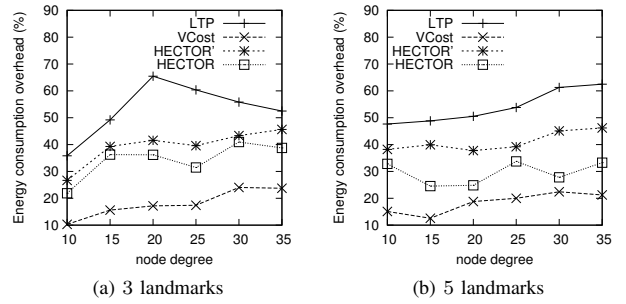 Energy consumption overhead (%)
90
80
70
60
50
40
30
20
10
LTP
VCost
HECTOR'
HECTOR
10 15 20 25 30 35
node degree
(a) 3 landmarks
Energy consumption overhead (%)
90
80
70
60
50
40
30
20
10
LTP
VCost
HECTOR'
HECTOR
10 15 20 25 30 35
node degree
(b) 5 landmarks